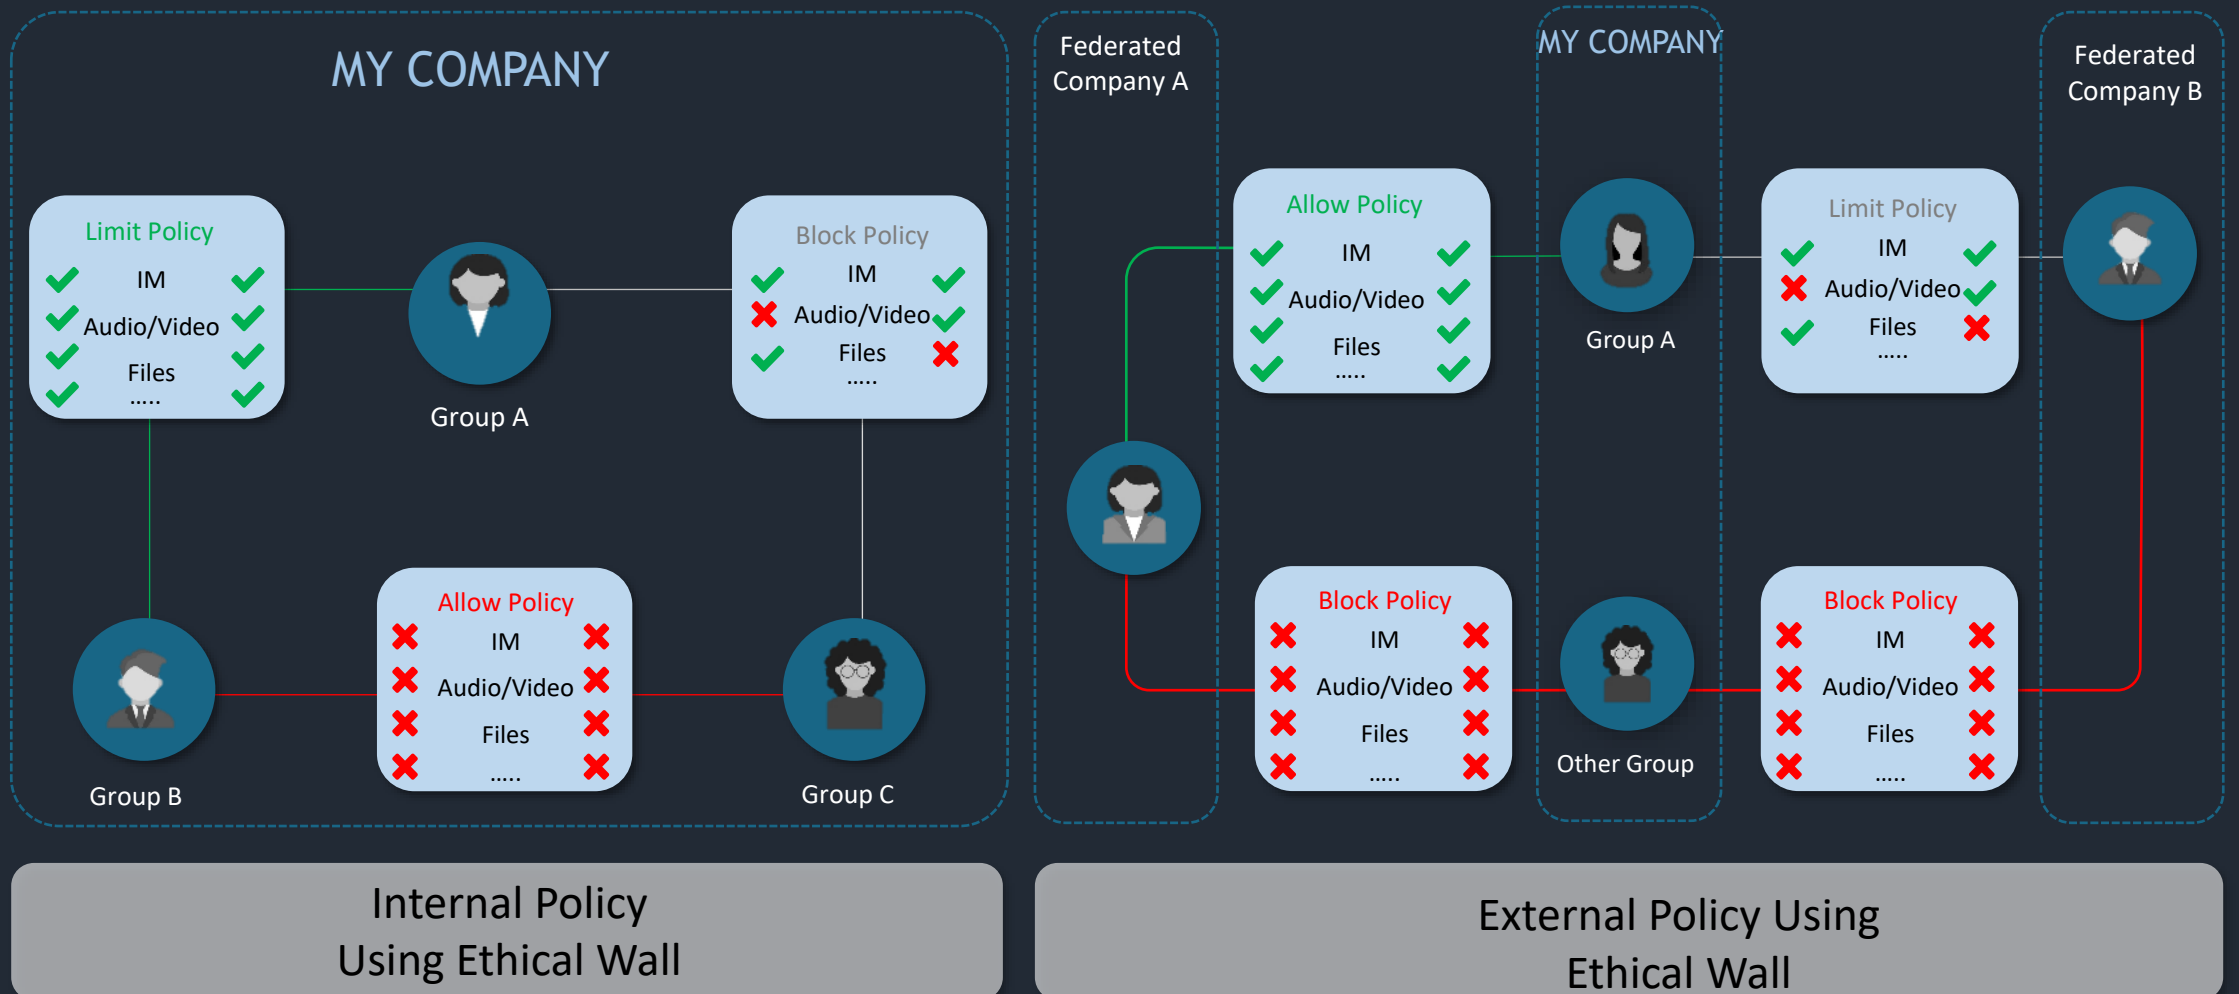 MY COMPANY
Limit Policy
IM
Audio/Video
Files
.....
Group A
Block Policy
IM
Audio/Video
Files
.....
Group B
Allow Policy
IM
Audio/Video
Files
.....
Group C
Internal Policy
Using Ethical Wall
Federated
Company A
MY COMPANY
Federated
Company B
Allow Policy
IM
Audio/Video
Files
.....
Group A
Limit Policy
IM
Audio/Video
Files
.....
Block Policy
IM
Audio/Video
Files
.....
Other Group
Block Policy
IM
Audio/Video
Files
.....
External Policy Using
Ethical Wall